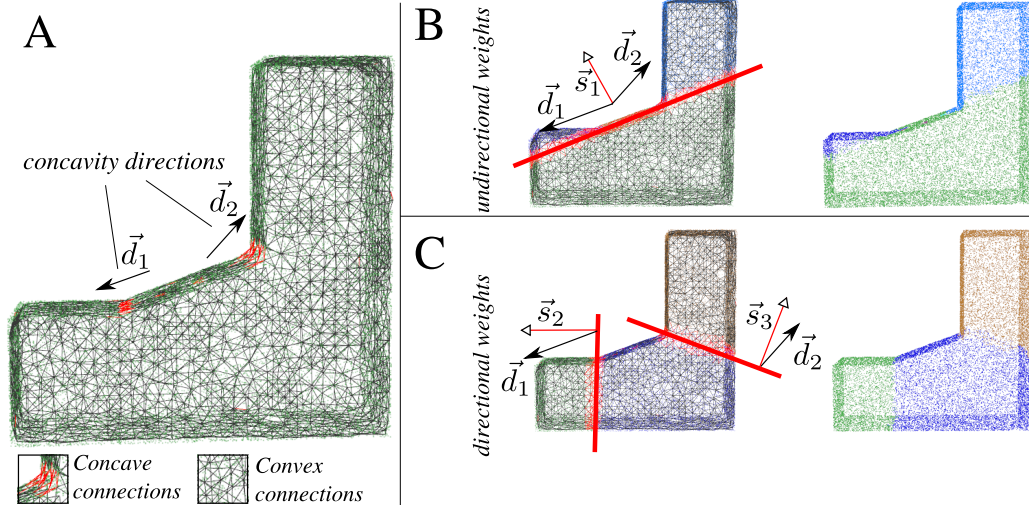 A
concavity directions
d⃗₂
d⃗₁
Concave
connections
Convex
connections
B
undirectional weights
d⃗₂
s⃗₁
d⃗₁
C
directional weights
s⃗₂
d⃗₁
s⃗₃
d⃗₂